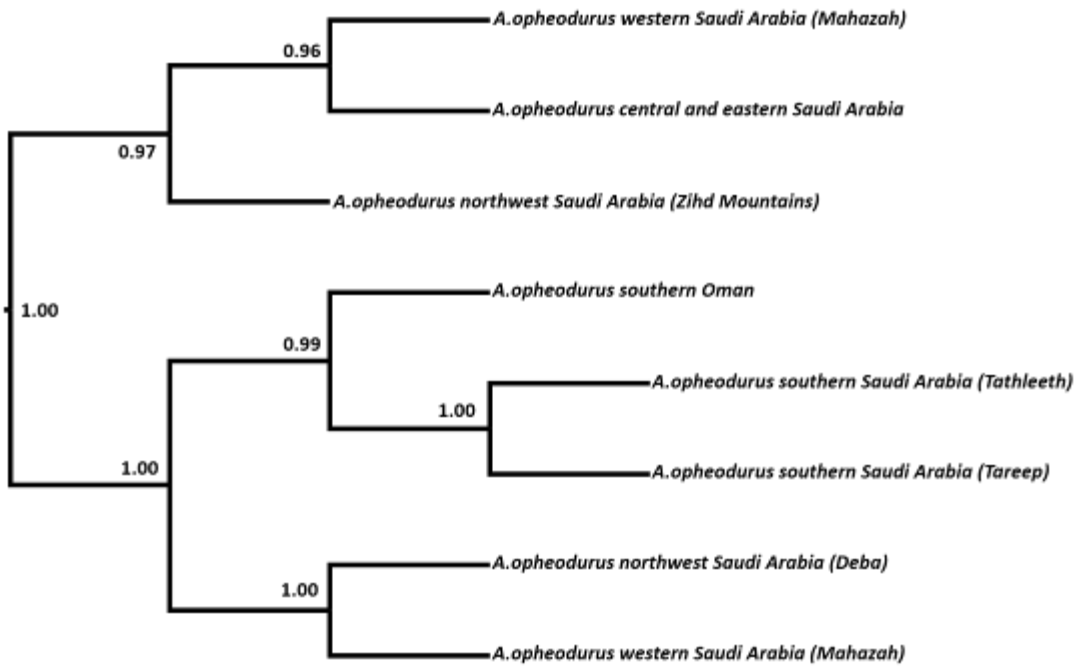 A.opheodurus western Saudi Arabia (Mahazah)
0.96
A.opheodurus central and eastern Saudi Arabia
0.97
A.opheodurus northwest Saudi Arabia (Zihd Mountains)
A.opheodurus southern Oman
1.00
0.99
A.opheodurus southern Saudi Arabia (Tathleeth)
1.00
1.00
A.opheodurus southern Saudi Arabia (Tareep)
A.opheodurus northwest Saudi Arabia (Deba)
1.00
A.opheodurus western Saudi Arabia (Mahazah)